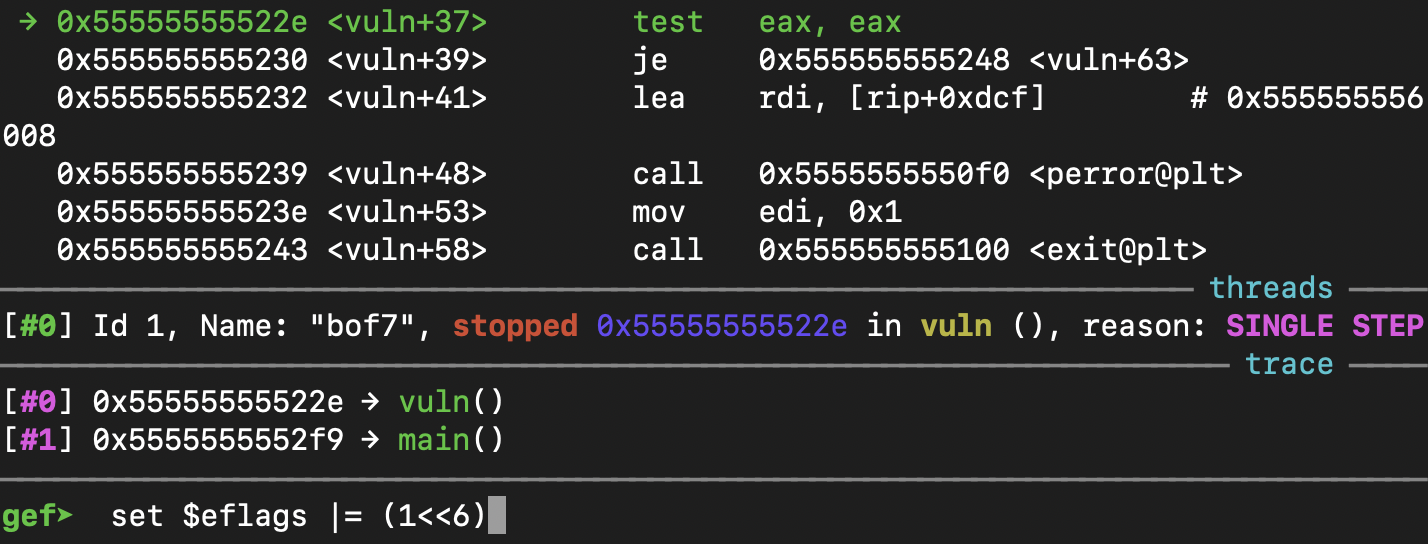 → 0x55555555522e <vuln+37> test eax, eax
0x555555555230 <vuln+39> je 0x555555555248 <vuln+63>
0x555555555232 <vuln+41> lea rdi, [rip+0xdcf] # 0x555555556
008
0x555555555239 <vuln+48> call 0x5555555550f0 <perror@plt>
0x55555555523e <vuln+53> mov edi, 0x1
0x555555555243 <vuln+58> call 0x555555555100 <exit@plt>
threads
[#0] Id 1, Name: "bof7", stopped 0x55555555522e in vuln (), reason: SINGLE STEP
trace
[#0] 0x55555555522e → vuln()
[#1] 0x5555555552f9 → main()
gef➤ set $eflags |= (1<<6)